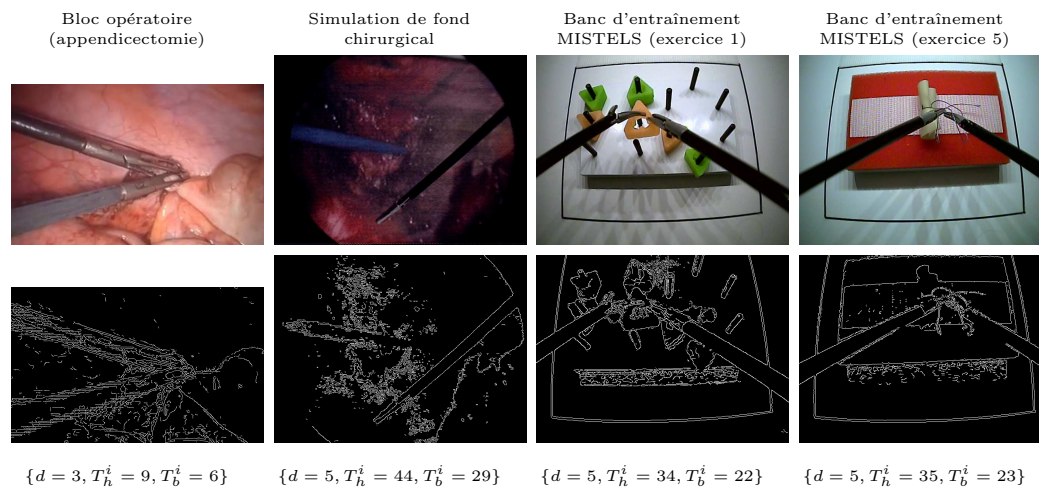 Bloc opératoire
(appendicectomie)
Simulation de fond
chirurgical
Banc d'entraînement
MISTELS (exercice 1)
Banc d'entraînement
MISTELS (exercice 5)
{d = 3, T_h^i = 9, T_b^i = 6}
{d = 5, T_h^i = 44, T_b^i = 29}
{d = 5, T_h^i = 34, T_b^i = 22}
{d = 5, T_h^i = 35, T_b^i = 23}